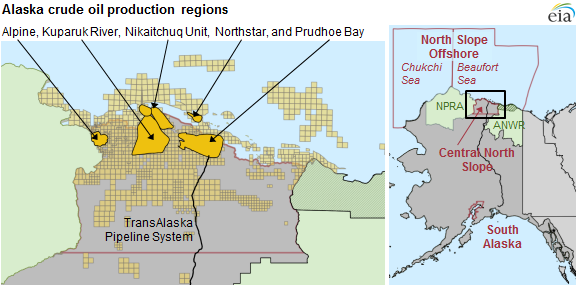 Alaska crude oil production regions
eia
Alpine, Kuparuk River, Nikaitchuq Unit, Northstar, and Prudhoe Bay
TransAlaska
Pipeline System
North Slope
Offshore
Chukchi
Sea
Beaufort
Sea
NPRA
ANWR
Central North
Slope
South
Alaska